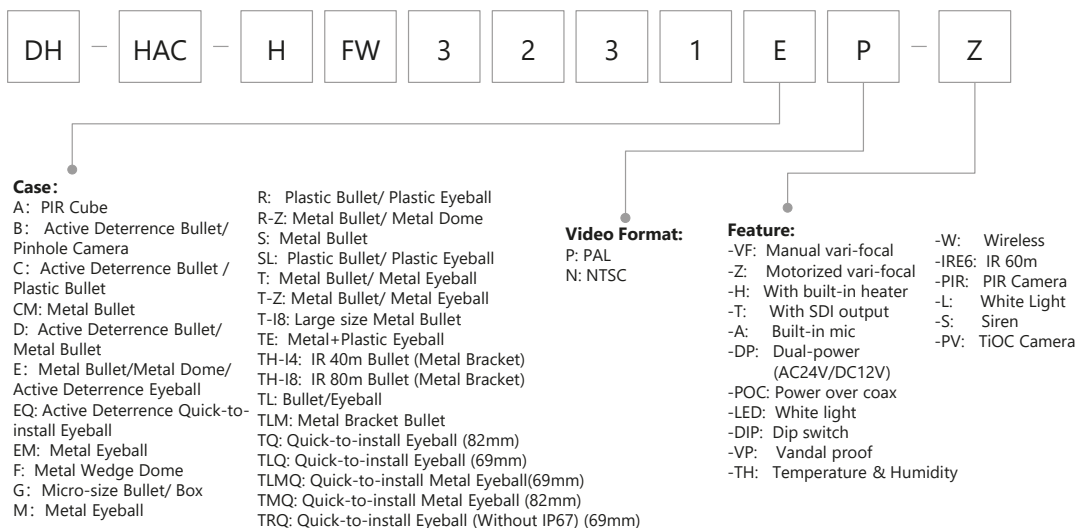 DH – HAC – H FW 3 2 3 1 E P – Z
Case:
A: PIR Cube
B: Active Deterrence Bullet/
Pinhole Camera
C: Active Deterrence Bullet /
Plastic Bullet
CM: Metal Bullet
D: Active Deterrence Bullet/
Metal Bullet
E: Metal Bullet/Metal Dome/
Active Deterrence Eyeball
EQ: Active Deterrence Quick-to-
install Eyeball
EM: Metal Eyeball
F: Metal Wedge Dome
G: Micro-size Bullet/ Box
M: Metal Eyeball
R: Plastic Bullet/ Plastic Eyeball
R-Z: Metal Bullet/ Metal Dome
S: Metal Bullet
SL: Plastic Bullet/ Plastic Eyeball
T: Metal Bullet/ Metal Eyeball
T-Z: Metal Bullet/ Metal Eyeball
T-I8: Large size Metal Bullet
TE: Metal+Plastic Eyeball
TH-I4: IR 40m Bullet (Metal Bracket)
TH-I8: IR 80m Bullet (Metal Bracket)
TL: Bullet/Eyeball
TLM: Metal Bracket Bullet
TQ: Quick-to-install Eyeball (82mm)
TLQ: Quick-to-install Eyeball (69mm)
TLMQ: Quick-to-install Metal Eyeball(69mm)
TMQ: Quick-to-install Metal Eyeball (82mm)
TRQ: Quick-to-install Eyeball (Without IP67) (69mm)
Video Format:
P: PAL
N: NTSC
Feature:
-VF: Manual vari-focal
-Z: Motorized vari-focal
-H: With built-in heater
-T: With SDI output
-A: Built-in mic
-DP: Dual-power
(AC24V/DC12V)
-POC: Power over coax
-LED: White light
-DIP: Dip switch
-VP: Vandal proof
-TH: Temperature & Humidity
-W: Wireless
-IRE6: IR 60m
-PIR: PIR Camera
-L: White Light
-S: Siren
-PV: TiOC Camera